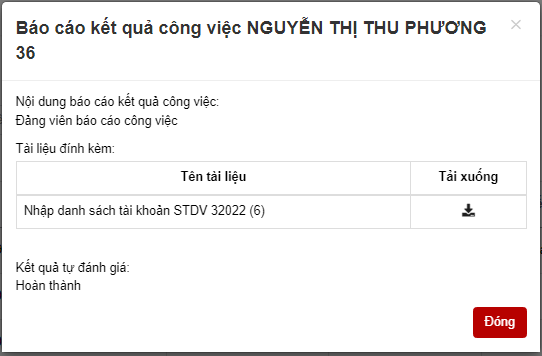 Báo cáo kết quả công việc NGUYỄN THỊ THU PHƯƠNG
36
×
Nội dung báo cáo kết quả công việc:
Đảng viên báo cáo công việc
Tài liệu đính kèm:
Tên tài liệu Tải xuống
Nhập danh sách tài khoản STDV 32022 (6)
Kết quả tự đánh giá:
Hoàn thành
Đóng